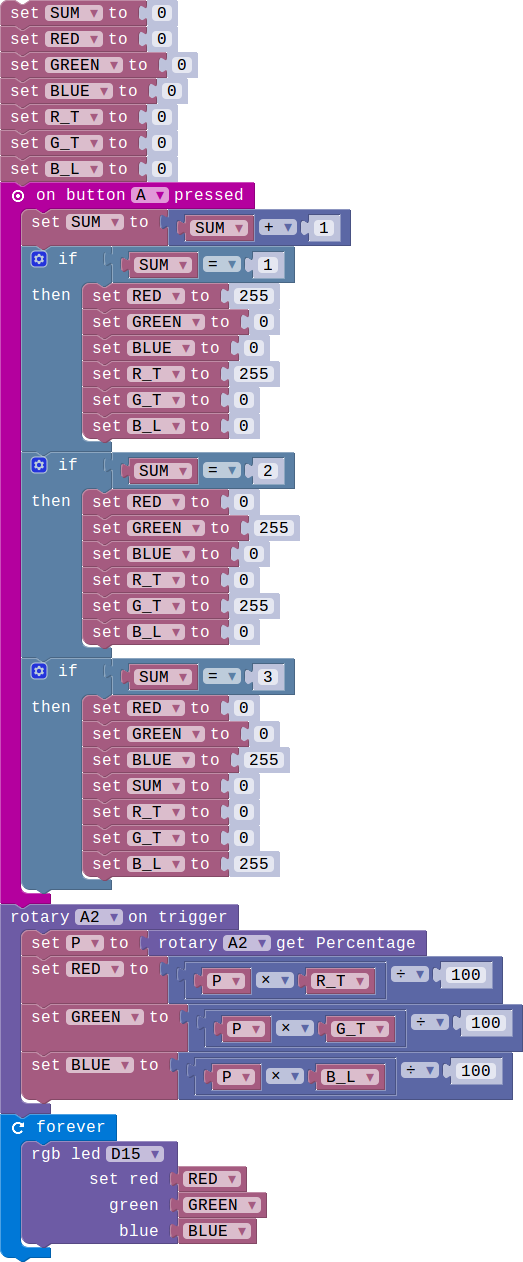 set SUM to 0
set RED to 0
set GREEN to 0
set BLUE to 0
set R_T to 0
set G_T to 0
set B_L to 0
on button A pressed
set SUM to SUM + 1
if SUM = 1
then set RED to 255
set GREEN to 0
set BLUE to 0
set R_T to 255
set G_T to 0
set B_L to 0
if SUM = 2
then set RED to 0
set GREEN to 255
set BLUE to 0
set R_T to 0
set G_T to 255
set B_L to 0
if SUM = 3
then set RED to 0
set GREEN to 0
set BLUE to 255
set SUM to 0
set R_T to 0
set G_T to 0
set B_L to 255
rotary A2 on trigger
set P to rotary A2 get Percentage
set RED to P × R_T ÷ 100
set GREEN to P × G_T ÷ 100
set BLUE to P × B_L ÷ 100
forever
rgb led D15
set red RED
green GREEN
blue BLUE